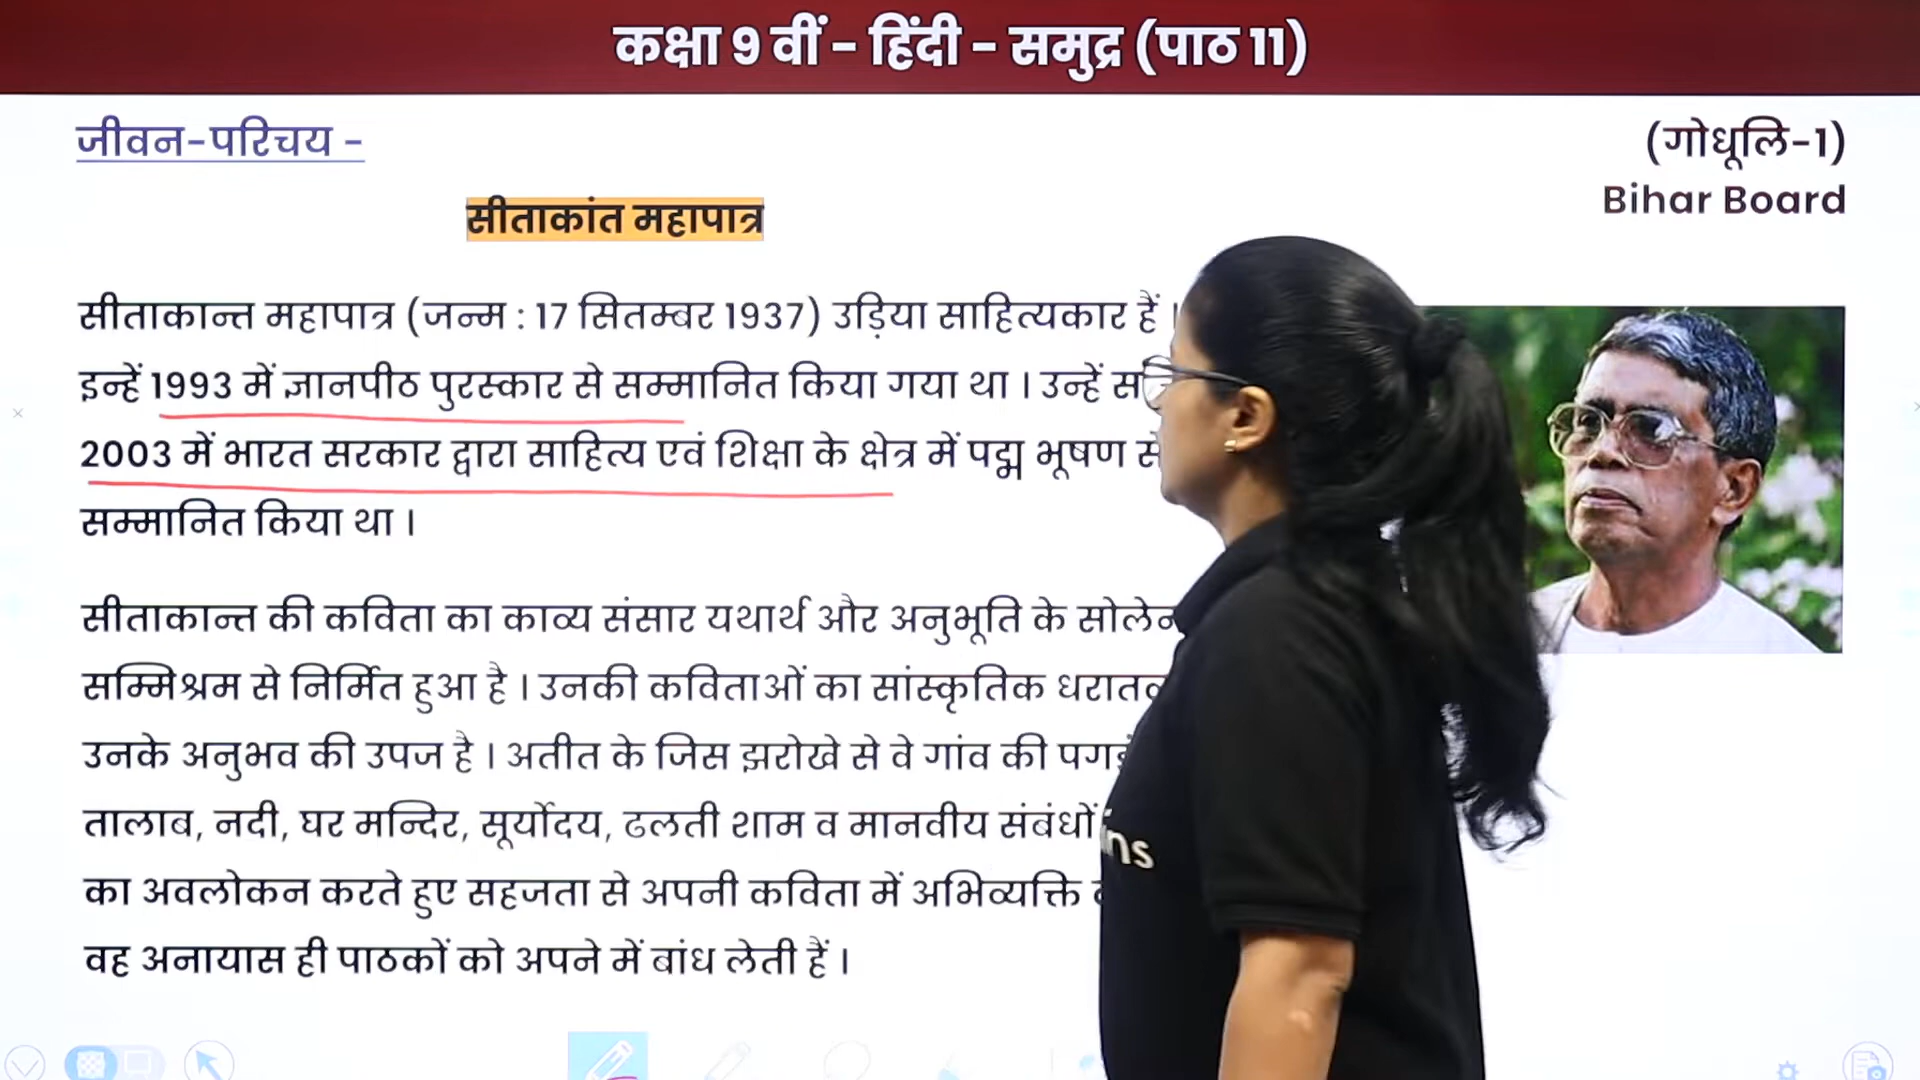 कक्षा 9 वीं - हिंदी - समुद्र (पाठ 11)
जीवन-परिचय -
(गोधूलि-1)
Bihar Board
सीताकांत महापात्र
सीताकान्त महापात्र (जन्म : 17 सितम्बर 1937) उड़िया साहित्यकार हैं ।
इन्हें 1993 में ज्ञानपीठ पुरस्कार से सम्मानित किया गया था । उन्हें
2003 में भारत सरकार द्वारा साहित्य एवं शिक्षा के क्षेत्र में पद्म भूषण से
सम्मानित किया था ।
सीताकान्त की कविता का काव्य संसार यथार्थ और अनुभूति के
सम्मिश्रम से निर्मित हुआ है । उनकी कविताओं का सांस्कृतिक
उनके अनुभव की उपज है । अतीत के जिस झरोखे से वे गांव की
तालाब, नदी, घर मन्दिर, सूर्योदय, ढलती शाम व मानवीय संबंधों
का अवलोकन करते हुए सहजता से अपनी कविता में अभिव्यक्ति
वह अनायास ही पाठकों को अपने में बांध लेती हैं ।